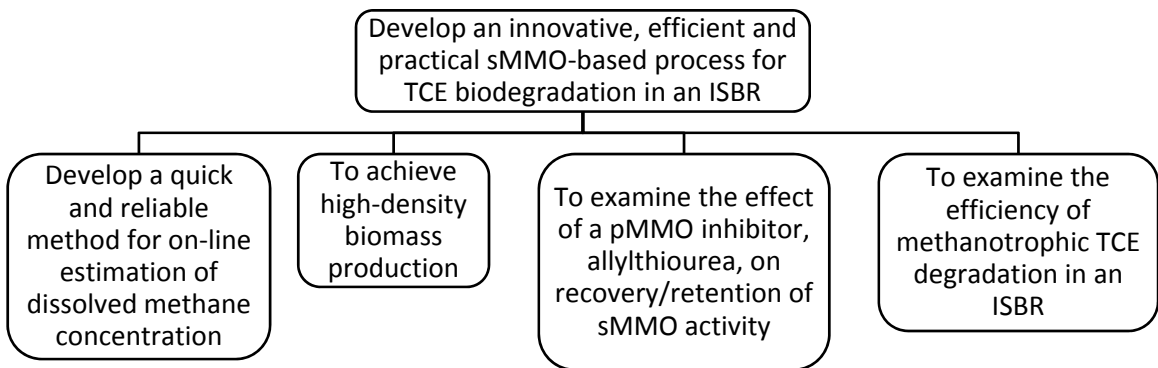 Develop an innovative, efficient and
practical sMMO-based process for
TCE biodegradation in an ISBR
Develop a quick
and reliable
method for on-line
estimation of
dissolved methane
concentration
To achieve
high-density
biomass
production
To examine the effect
of a pMMO inhibitor,
allylthiourea, on
recovery/retention of
sMMO activity
To examine the
efficiency of
methanotrophic TCE
degradation in an
ISBR